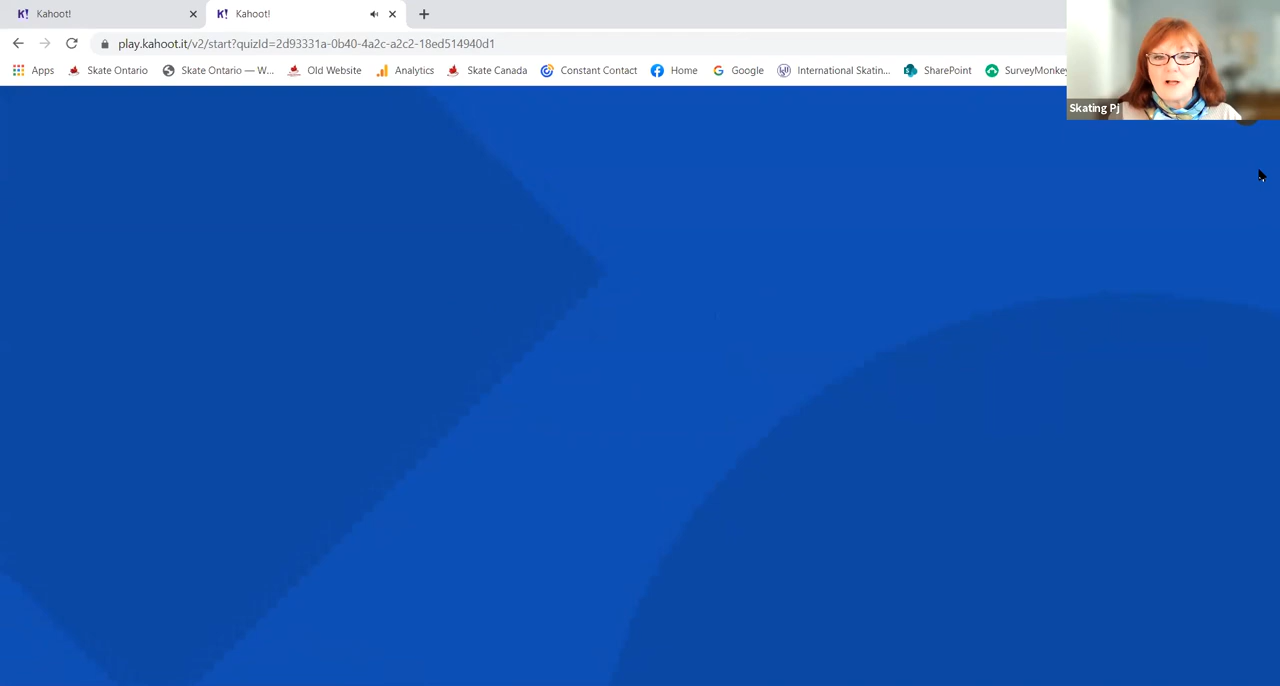 K! Kahoot!
K! Kahoot!
play.kahoot.it/v2/start?quizId=2d93331a-0b40-4a2c-a2c2-18ed514940d1
Apps Skate Ontario Skate Ontario — W... Old Website Analytics Skate Canada Constant Contact Home Google International Skatin... SharePoint SurveyMonkey
Skating Pj